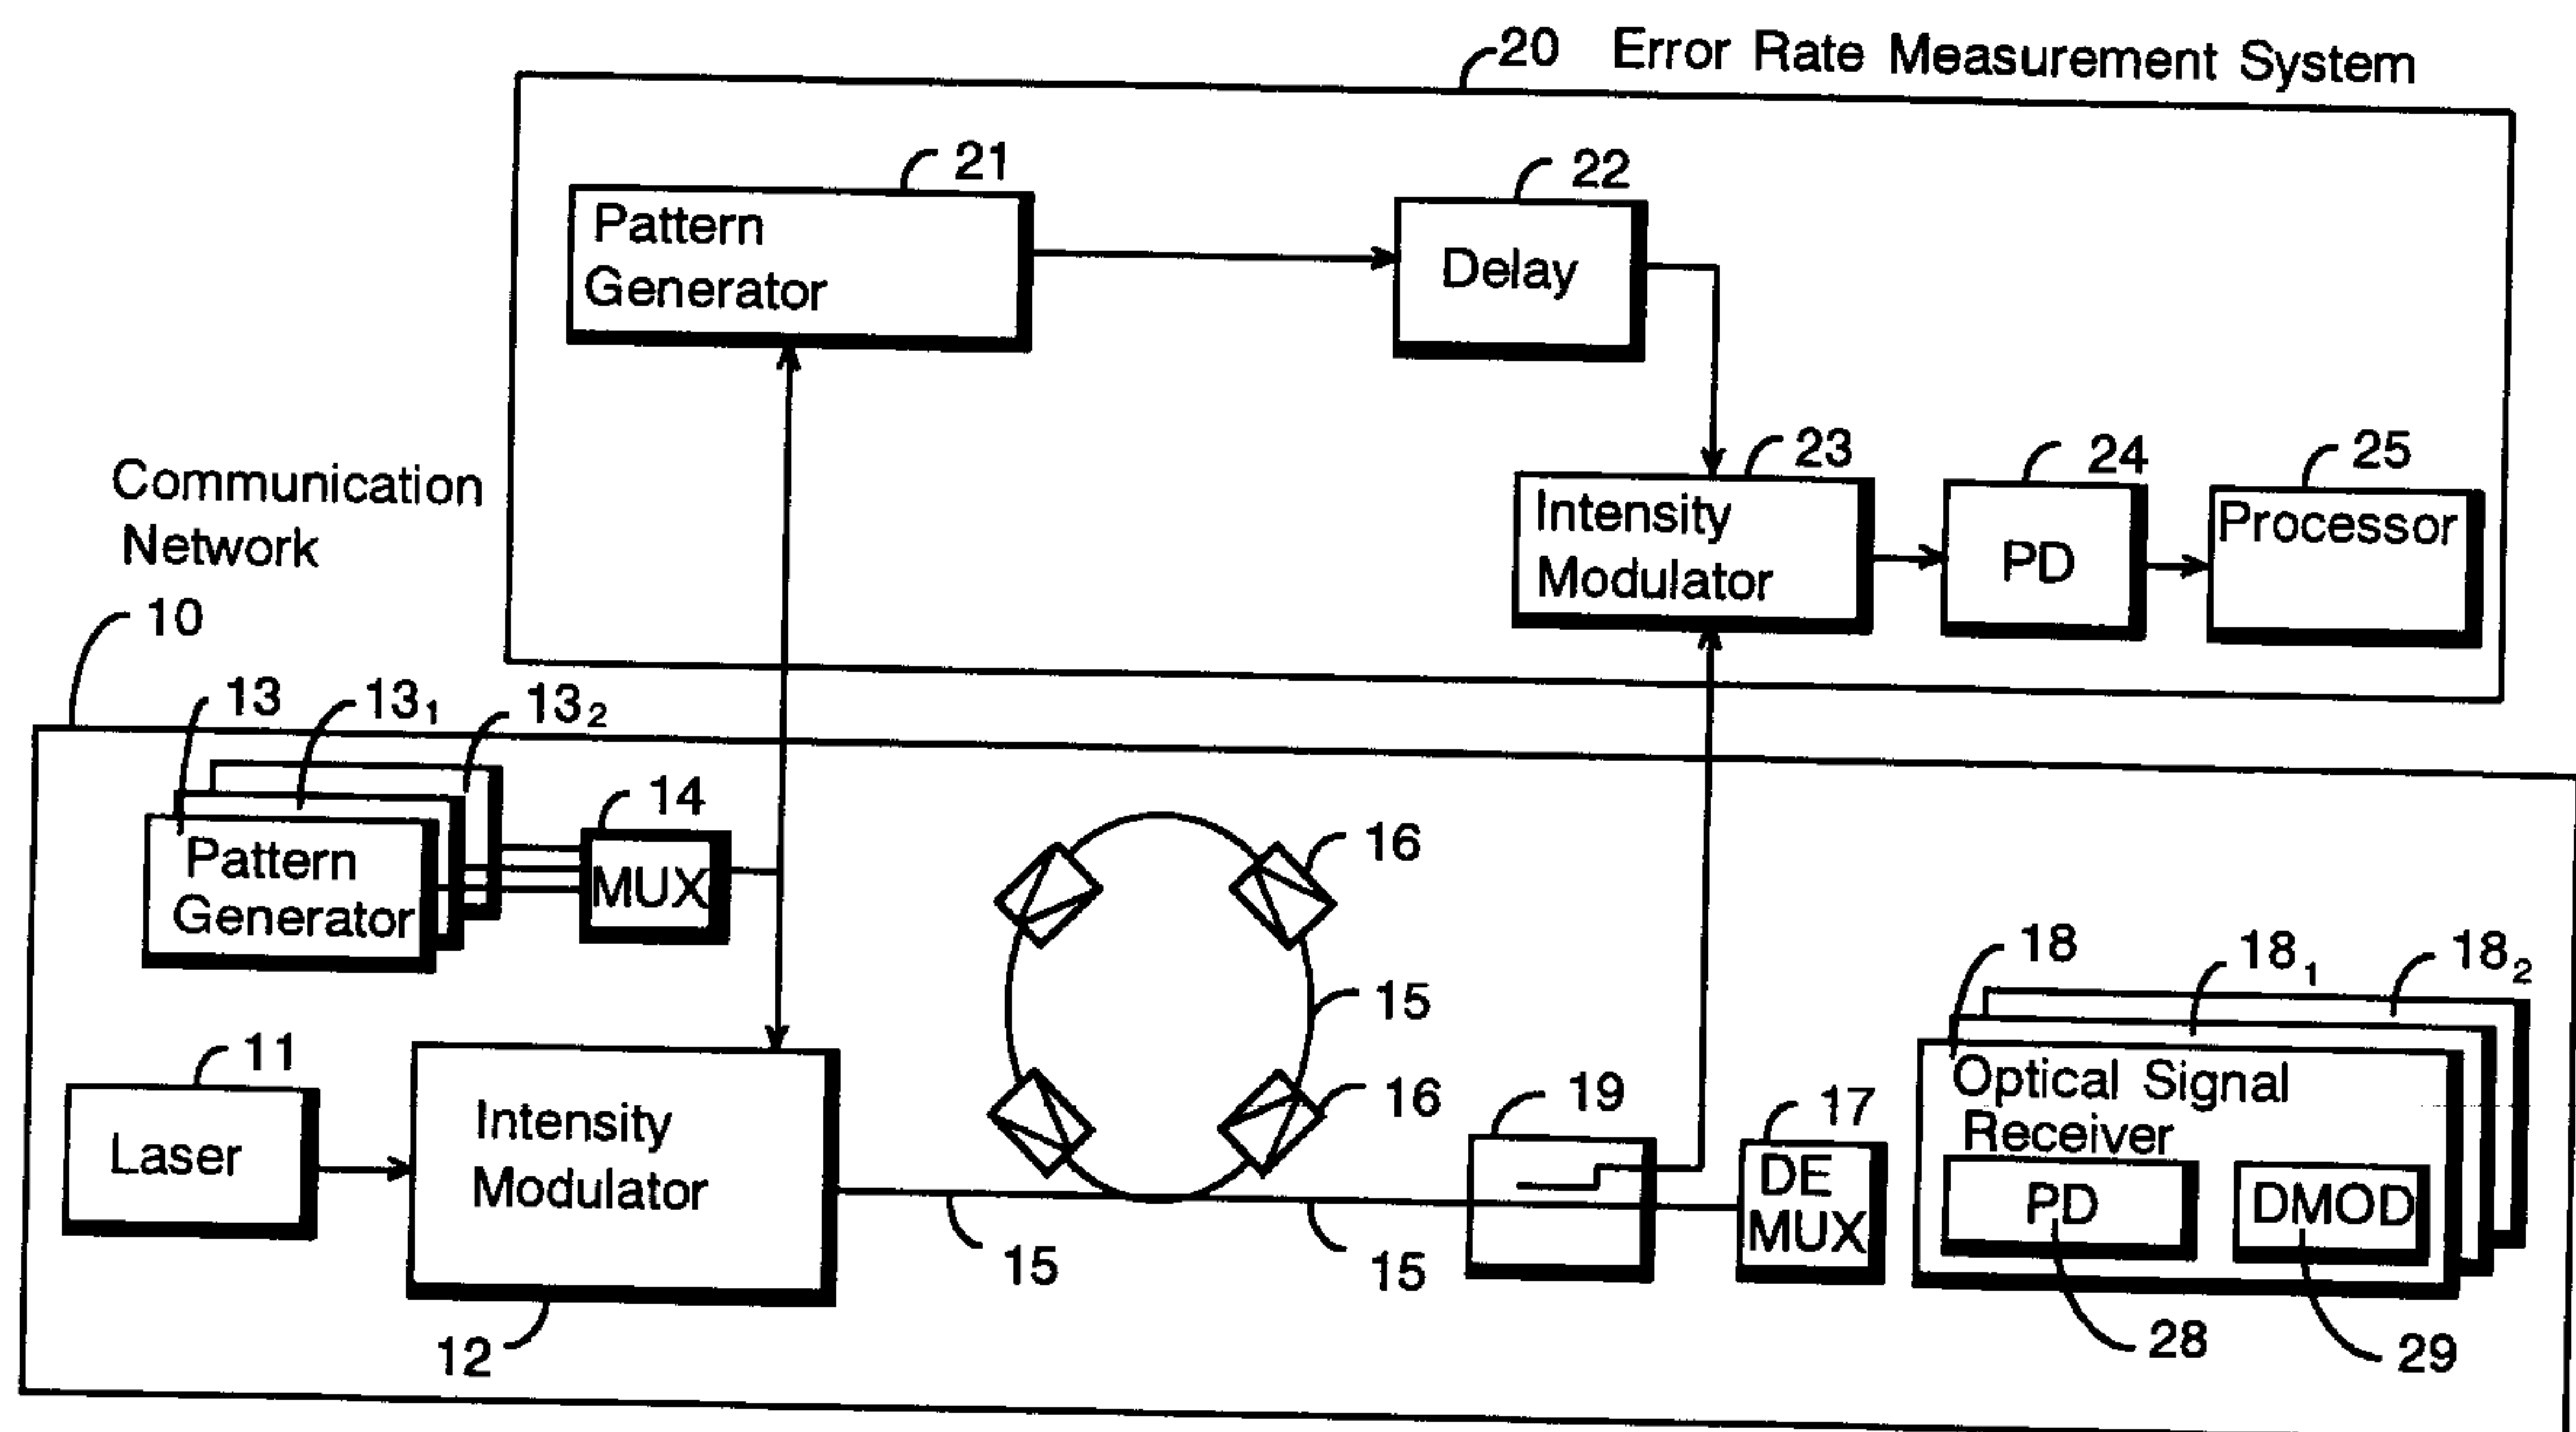 20 Error Rate Measurement System
21
22
Pattern
Generator
Delay
23
24
25
Intensity
Modulator
PD
Processor
Communication
Network
10
13
13₁
13₂
14
Pattern
Generator
MUX
16
15
18
18₁
18₂
11
Laser
Intensity
Modulator
12
16
15
15
19
17
DE
MUX
Optical Signal
Receiver
PD
DMOD
28
29